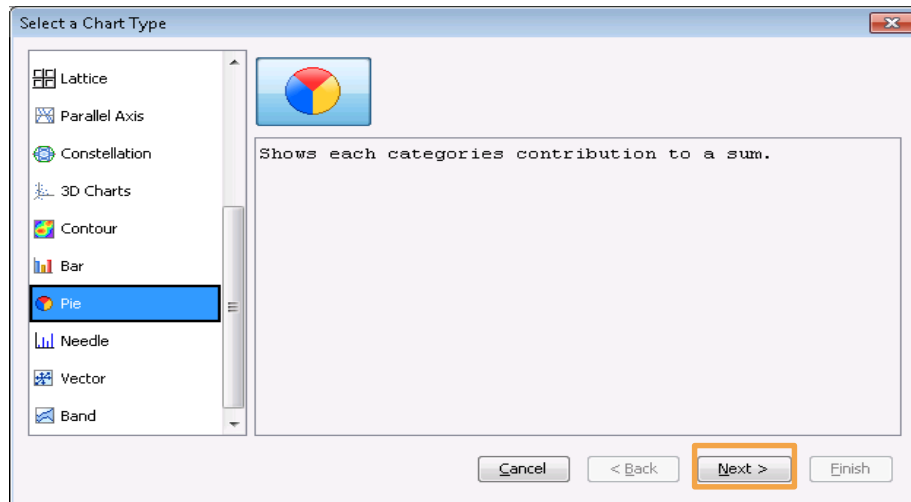 Select a Chart Type
Lattice
Parallel Axis
Constellation
3D Charts
Contour
Bar
Pie
Needle
Vector
Band
Shows each categories contribution to a sum.
Cancel
< Back
Next >
Finish